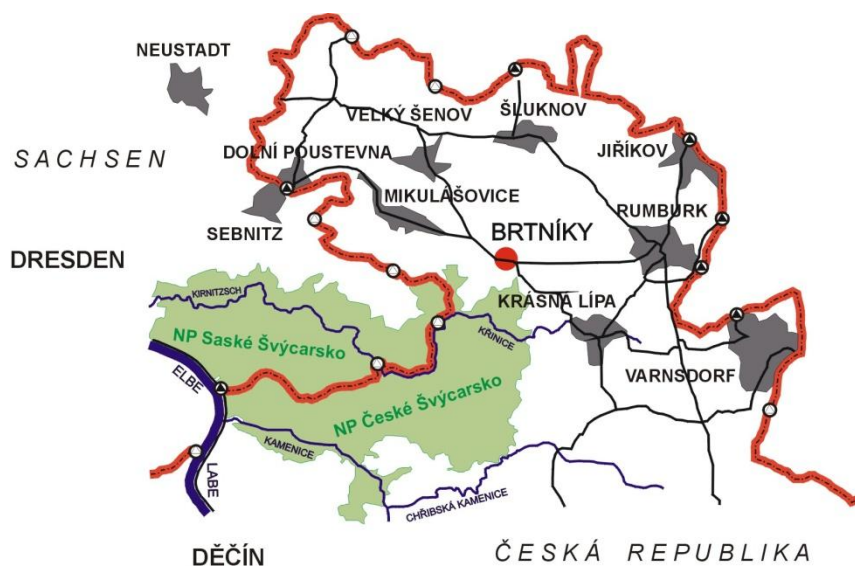 NEUSTADT
VELKÝ ŠENOV
ŠLUKNOV
SACHSEN
DOLNÍ POUSTEVNA
JIŘÍKOV
MIKULÁŠOVICE
RUMBURK
SEBNITZ
BRTNÍKY
DRESDEN
KIRNITZSCH
KRÁSNÁ LÍPA
NP Saské Švýcarsko
KŘINICE
ELBE
VARNSDORF
NP České Švýcarsko
KAMENICE
LABE
CHŘIBSKÁ KAMENICE
DĚČÍN
ČESKÁ REPUBLIKA